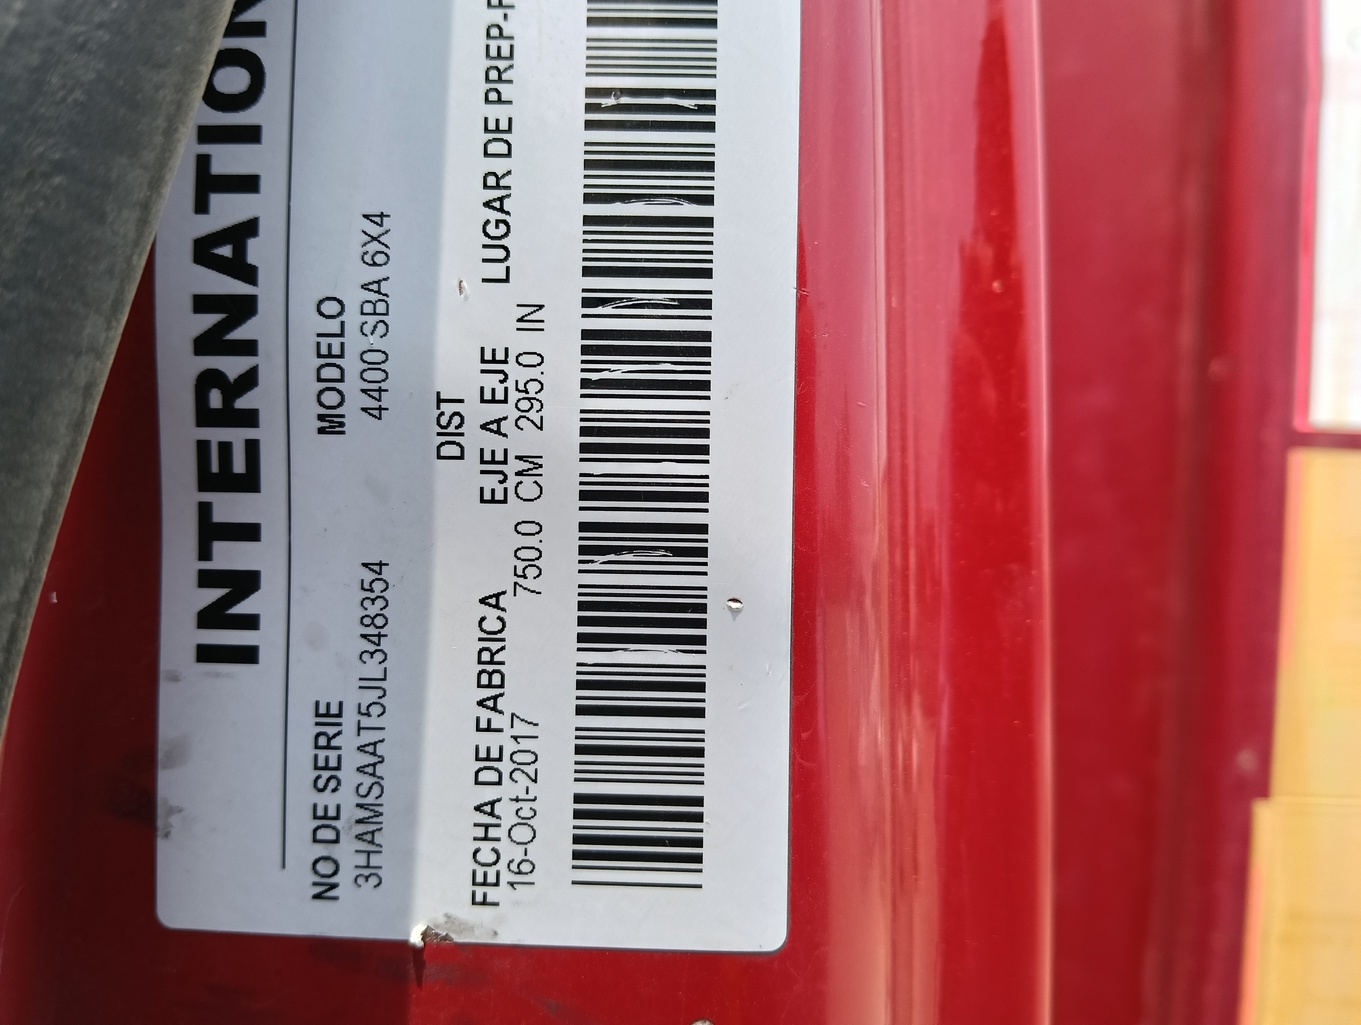 INTERNATION
NO DE SERIE MODELO
3HAMSAAT5JL348354 4400 SBA 6X4
DIST
FECHA DE FABRICA EJE A EJE LUGAR DE PREP-
16-Oct-2017 750.0 CM 295.0 IN